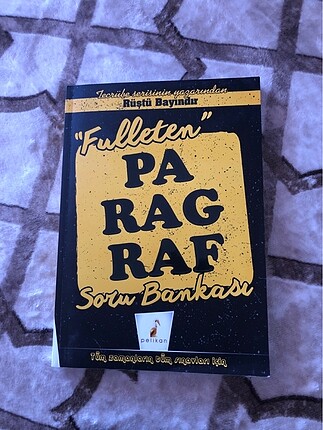 Tecrübe serisinin yazarından
Rüştü Bayındır
"Fulleten"
PA
RAG
RAF
Soru Bankası
pelikan
Tüm zamanların tüm sınavları için